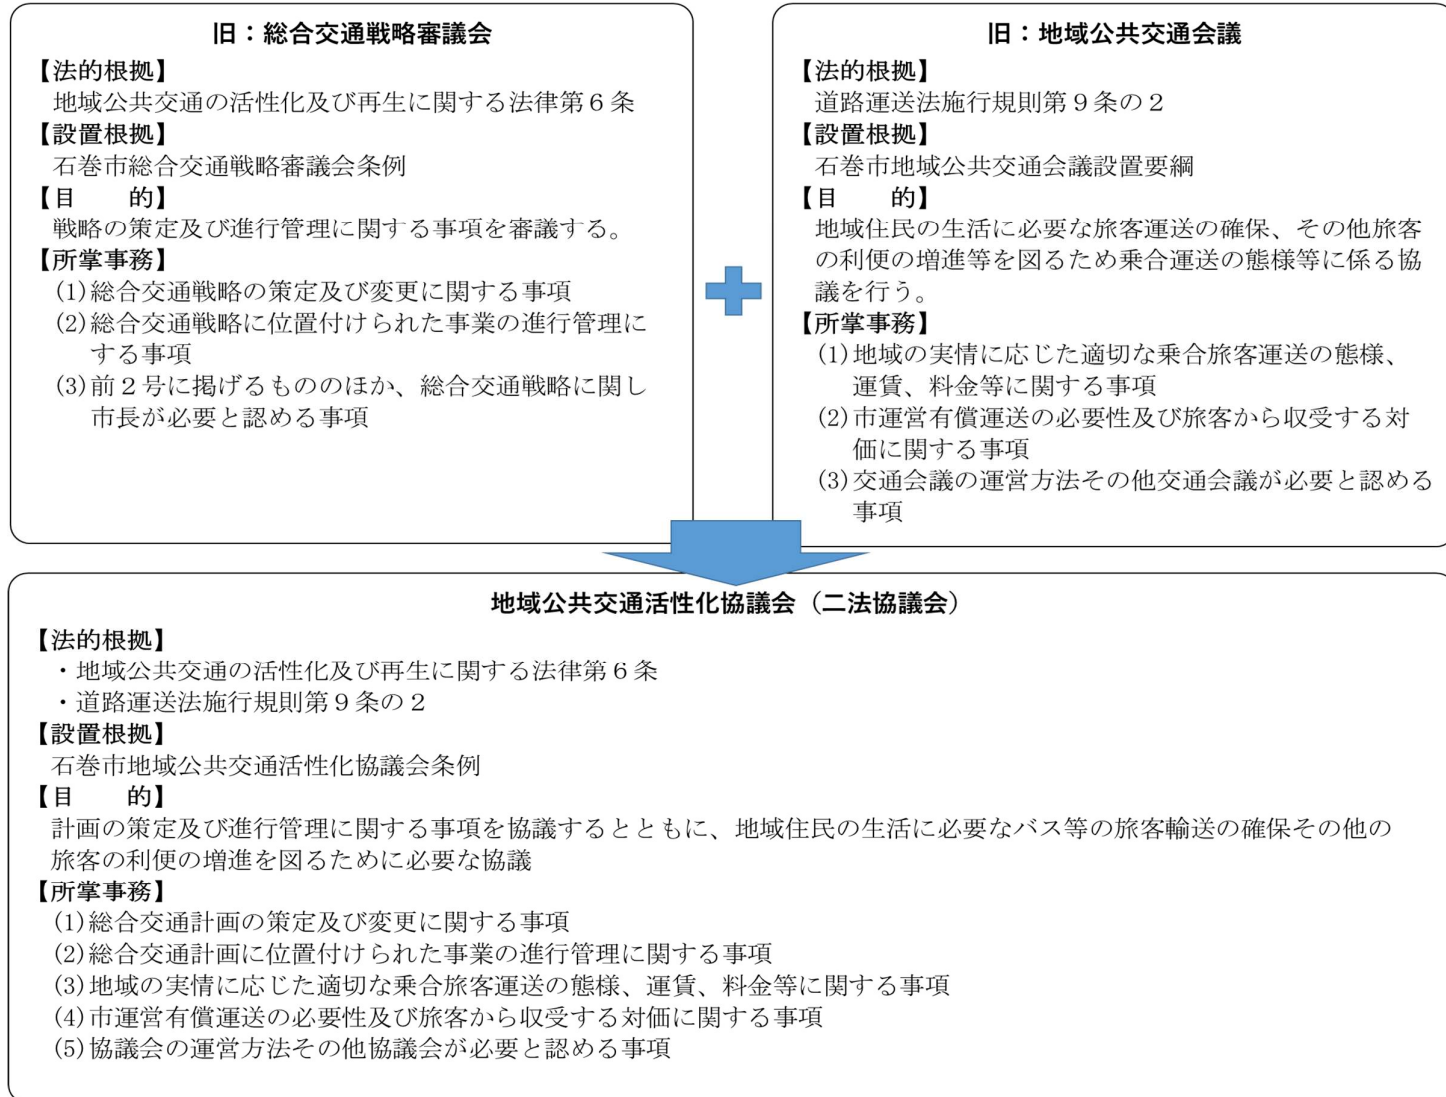 旧：総合交通戦略審議会
【法的根拠】
地域公共交通の活性化及び再生に関する法律第６条
【設置根拠】
石巻市総合交通戦略審議会条例
【目　　的】
戦略の策定及び進行管理に関する事項を審議する。
【所掌事務】
(1)総合交通戦略の策定及び変更に関する事項
(2)総合交通戦略に位置付けられた事業の進行管理に
する事項
(3)前２号に掲げるもののほか、総合交通戦略に関し
市長が必要と認める事項
旧：地域公共交通会議
【法的根拠】
道路運送法施行規則第９条の２
【設置根拠】
石巻市地域公共交通会議設置要綱
【目　　的】
地域住民の生活に必要な旅客運送の確保、その他旅客
の利便の増進等を図るため乗合運送の態様等に係る協
議を行う。
【所掌事務】
(1)地域の実情に応じた適切な乗合旅客運送の態様、
運賃、料金等に関する事項
(2)市運営有償運送の必要性及び旅客から収受する対
価に関する事項
(3)交通会議の運営方法その他交通会議が必要と認める
事項
地域公共交通活性化協議会（二法協議会）
【法的根拠】
・地域公共交通の活性化及び再生に関する法律第６条
・道路運送法施行規則第９条の２
【設置根拠】
石巻市地域公共交通活性化協議会条例
【目　　的】
計画の策定及び進行管理に関する事項を協議するとともに、地域住民の生活に必要なバス等の旅客輸送の確保その他の
旅客の利便の増進を図るために必要な協議
【所掌事務】
(1)総合交通計画の策定及び変更に関する事項
(2)総合交通計画に位置付けられた事業の進行管理に関する事項
(3)地域の実情に応じた適切な乗合旅客運送の態様、運賃、料金等に関する事項
(4)市運営有償運送の必要性及び旅客から収受する対価に関する事項
(5)協議会の運営方法その他協議会が必要と認める事項